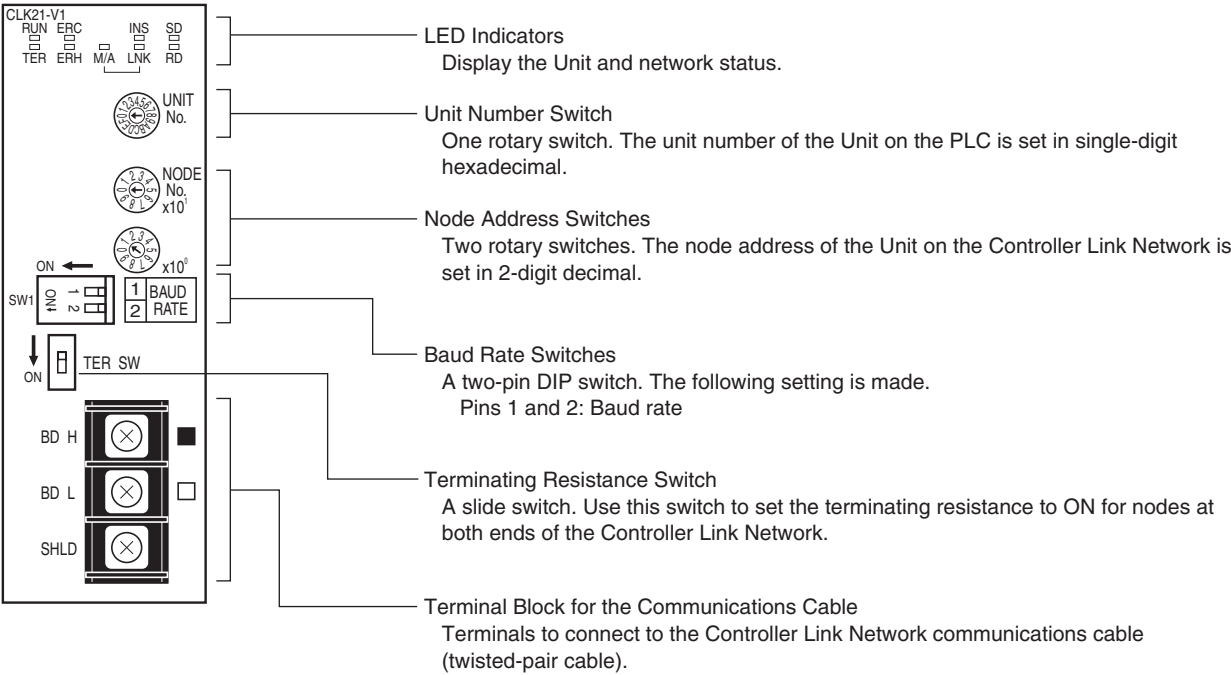 CLK21-V1
RUN ERC INS SD
TER ERH M/A LNK RD
UNIT
No.
NODE
No.
x10¹
x10⁰
ON
SW1
ON
1
2
1 BAUD
2 RATE
ON
TER SW
BD H
BD L
SHLD
LED Indicators
Display the Unit and network status.
Unit Number Switch
One rotary switch. The unit number of the Unit on the PLC is set in single-digit
hexadecimal.
Node Address Switches
Two rotary switches. The node address of the Unit on the Controller Link Network is
set in 2-digit decimal.
Baud Rate Switches
A two-pin DIP switch. The following setting is made.
Pins 1 and 2: Baud rate
Terminating Resistance Switch
A slide switch. Use this switch to set the terminating resistance to ON for nodes at
both ends of the Controller Link Network.
Terminal Block for the Communications Cable
Terminals to connect to the Controller Link Network communications cable
(twisted-pair cable).